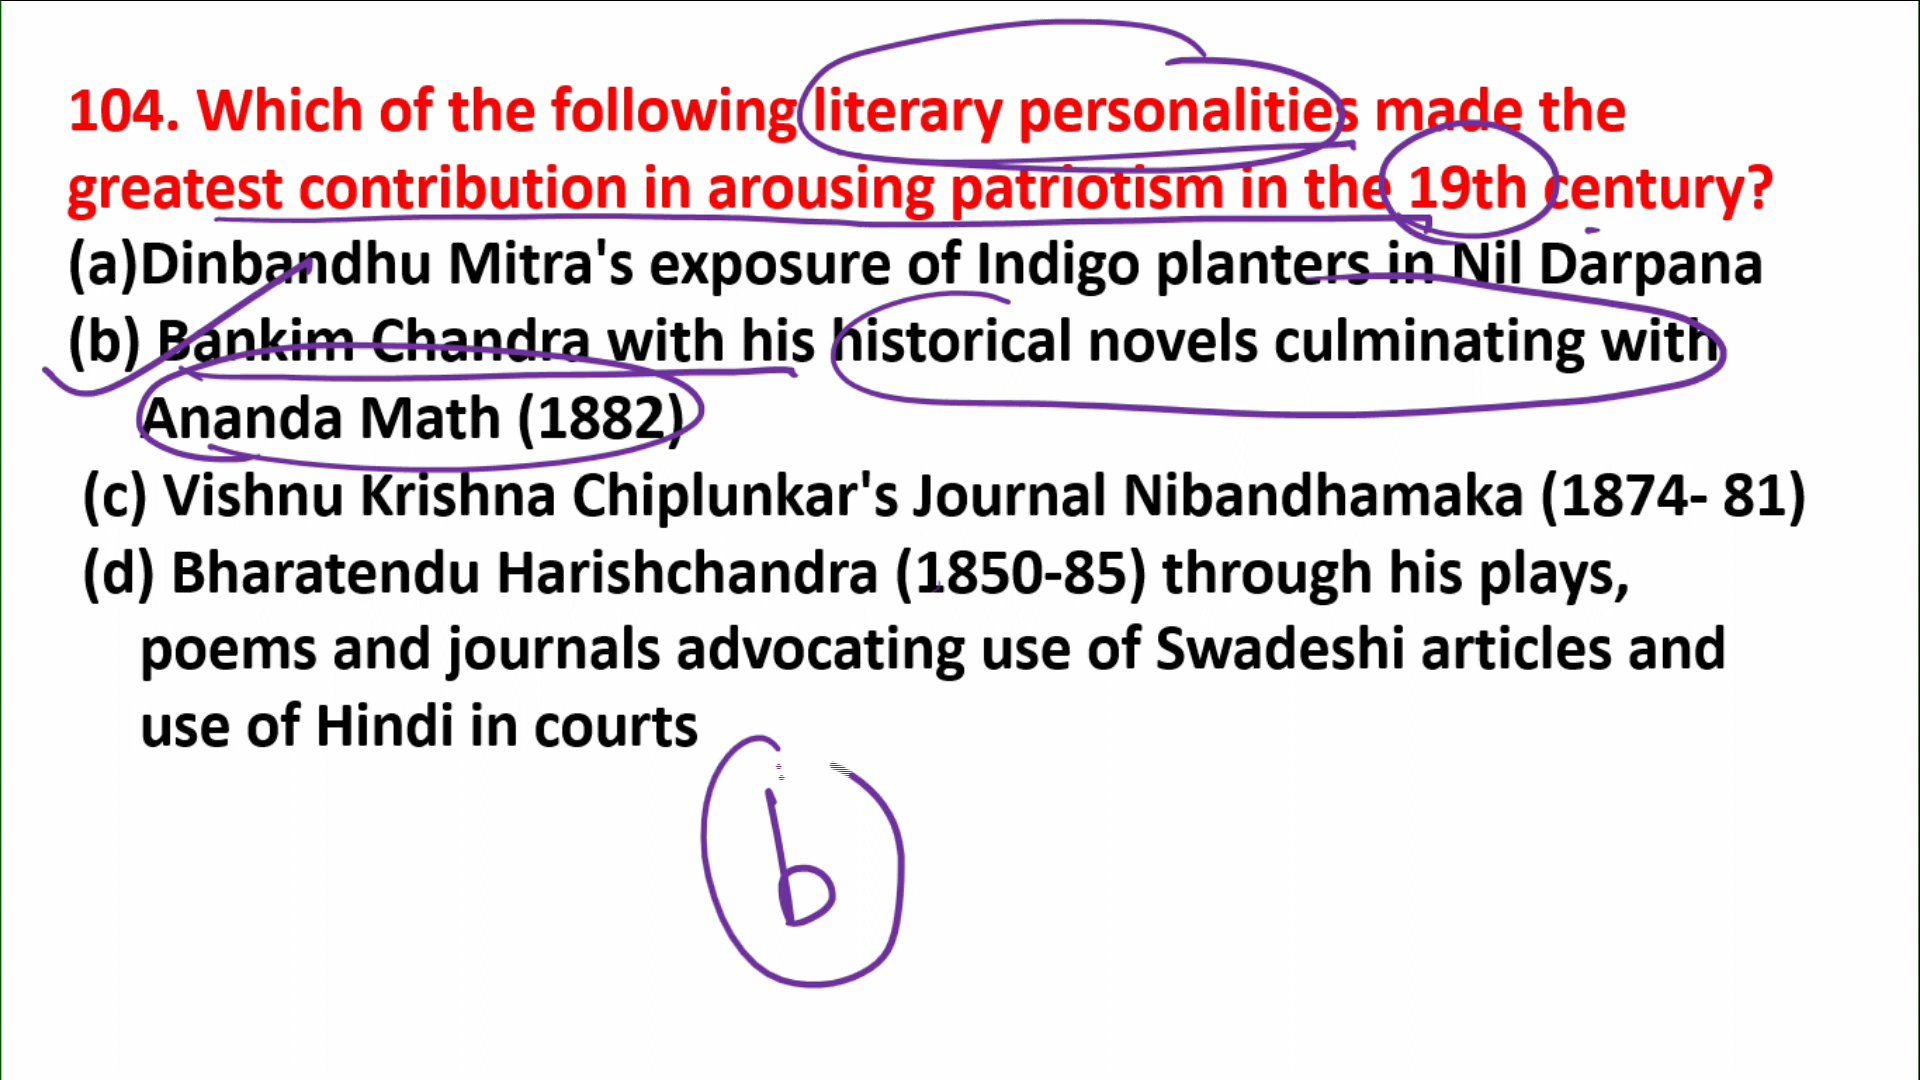 104. Which of the following literary personalities made the
greatest contribution in arousing patriotism in the 19th century?
(a)Dinbandhu Mitra's exposure of Indigo planters in Nil Darpana
(b) Bankim Chandra with his historical novels culminating with
Ananda Math (1882)
(c) Vishnu Krishna Chiplunkar's Journal Nibandhamaka (1874- 81)
(d) Bharatendu Harishchandra (1850-85) through his plays,
poems and journals advocating use of Swadeshi articles and
use of Hindi in courts
b